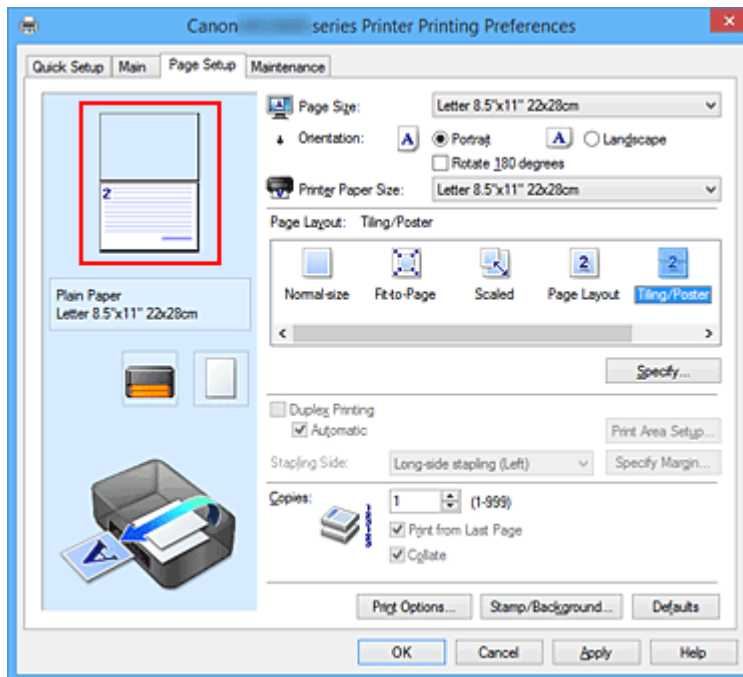 Canon series Printer Printing Preferences
Quick Setup Main Page Setup Maintenance
Page Size: Letter 8.5"x11" 22x28cm
Orientation: A Portrait A Landscape
Rotate 180 degrees
Printer Paper Size: Letter 8.5"x11" 22x28cm
Page Layout: Tiling/Poster
2
2 2
Normal-size Fit-to-Page Scaled Page Layout Tiling/Poster
Plain Paper
Letter 8.5"x11" 22x28cm
Specify...
Duplex Printing
Automatic
Print Area Setup...
Stapling Side: Long-side stapling (Left) Specify Margin...
Copies: 1 (1-999)
Print from Last Page
Collate
A
Print Options... Stamp/Background... Defaults
OK Cancel Apply Help